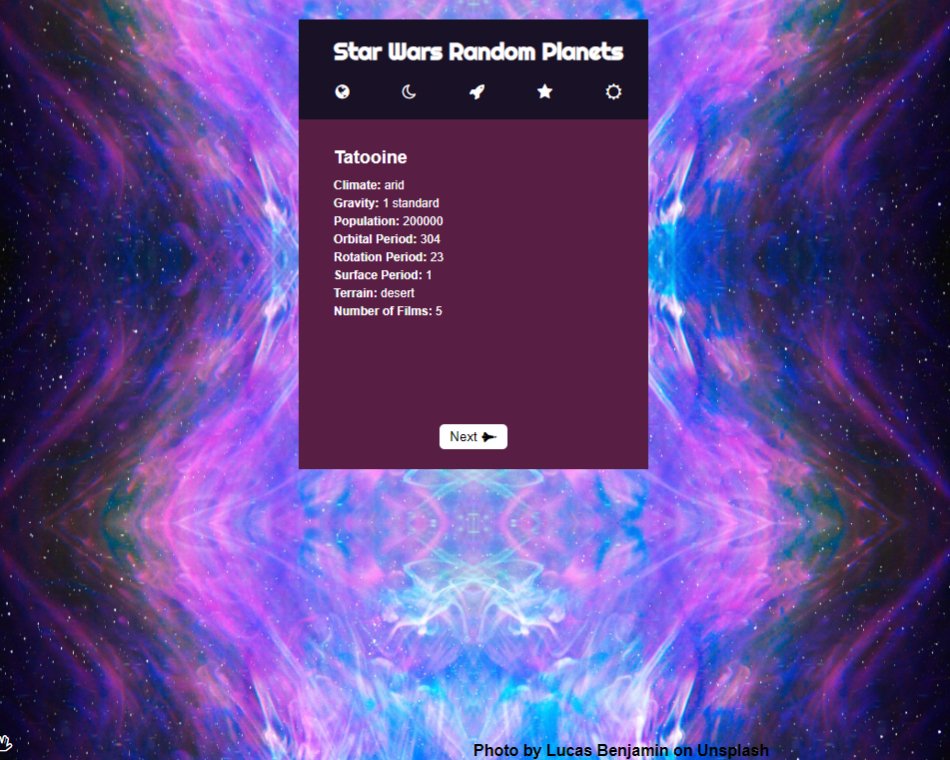 Star Wars Random Planets
Tatooine
Climate: arid
Gravity: 1 standard
Population: 200000
Orbital Period: 304
Rotation Period: 23
Surface Period: 1
Terrain: desert
Number of Films: 5
Next
Photo by Lucas Benjamin on Unsplash